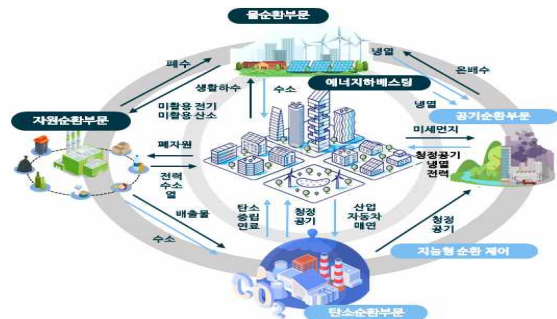 물순환부문
폐수
냉열
온배수
생활하수
수소
에너지하베스팅
미활용 전기
미활용 산소
냉열
자원순환부문
공기순환부문
미세먼지
폐자원
청정공기
냉열
전력
전력
수소
열
배출물
탄소
중립
연료
청정
공기
산업
자동차
매연
청정
공기
수소
지능형 순환 제어
CO2
탄소순환부문